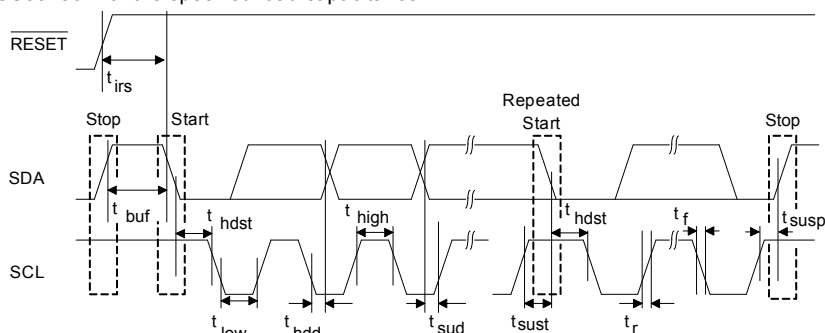 RESET
t irs
Repeated
Stop Start Start Stop
SDA
t buf t hdst t high t hdst t f t susp
SCL
t low t hdd t sud t sust t r